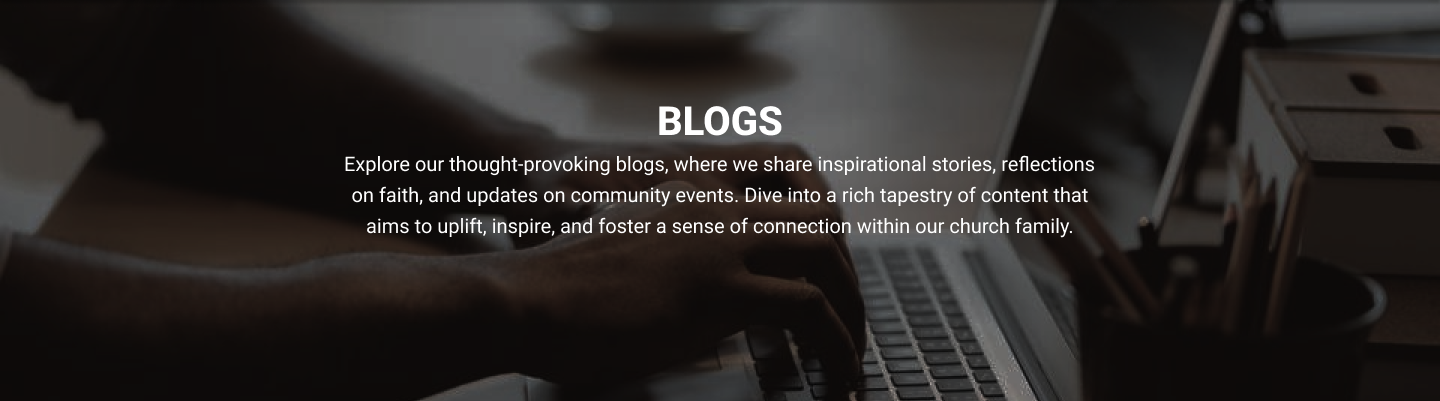 BLOGS
Explore our thought-provoking blogs, where we share inspirational stories, reflections
on faith, and updates on community events. Dive into a rich tapestry of content that
aims to uplift, inspire, and foster a sense of connection within our church family.